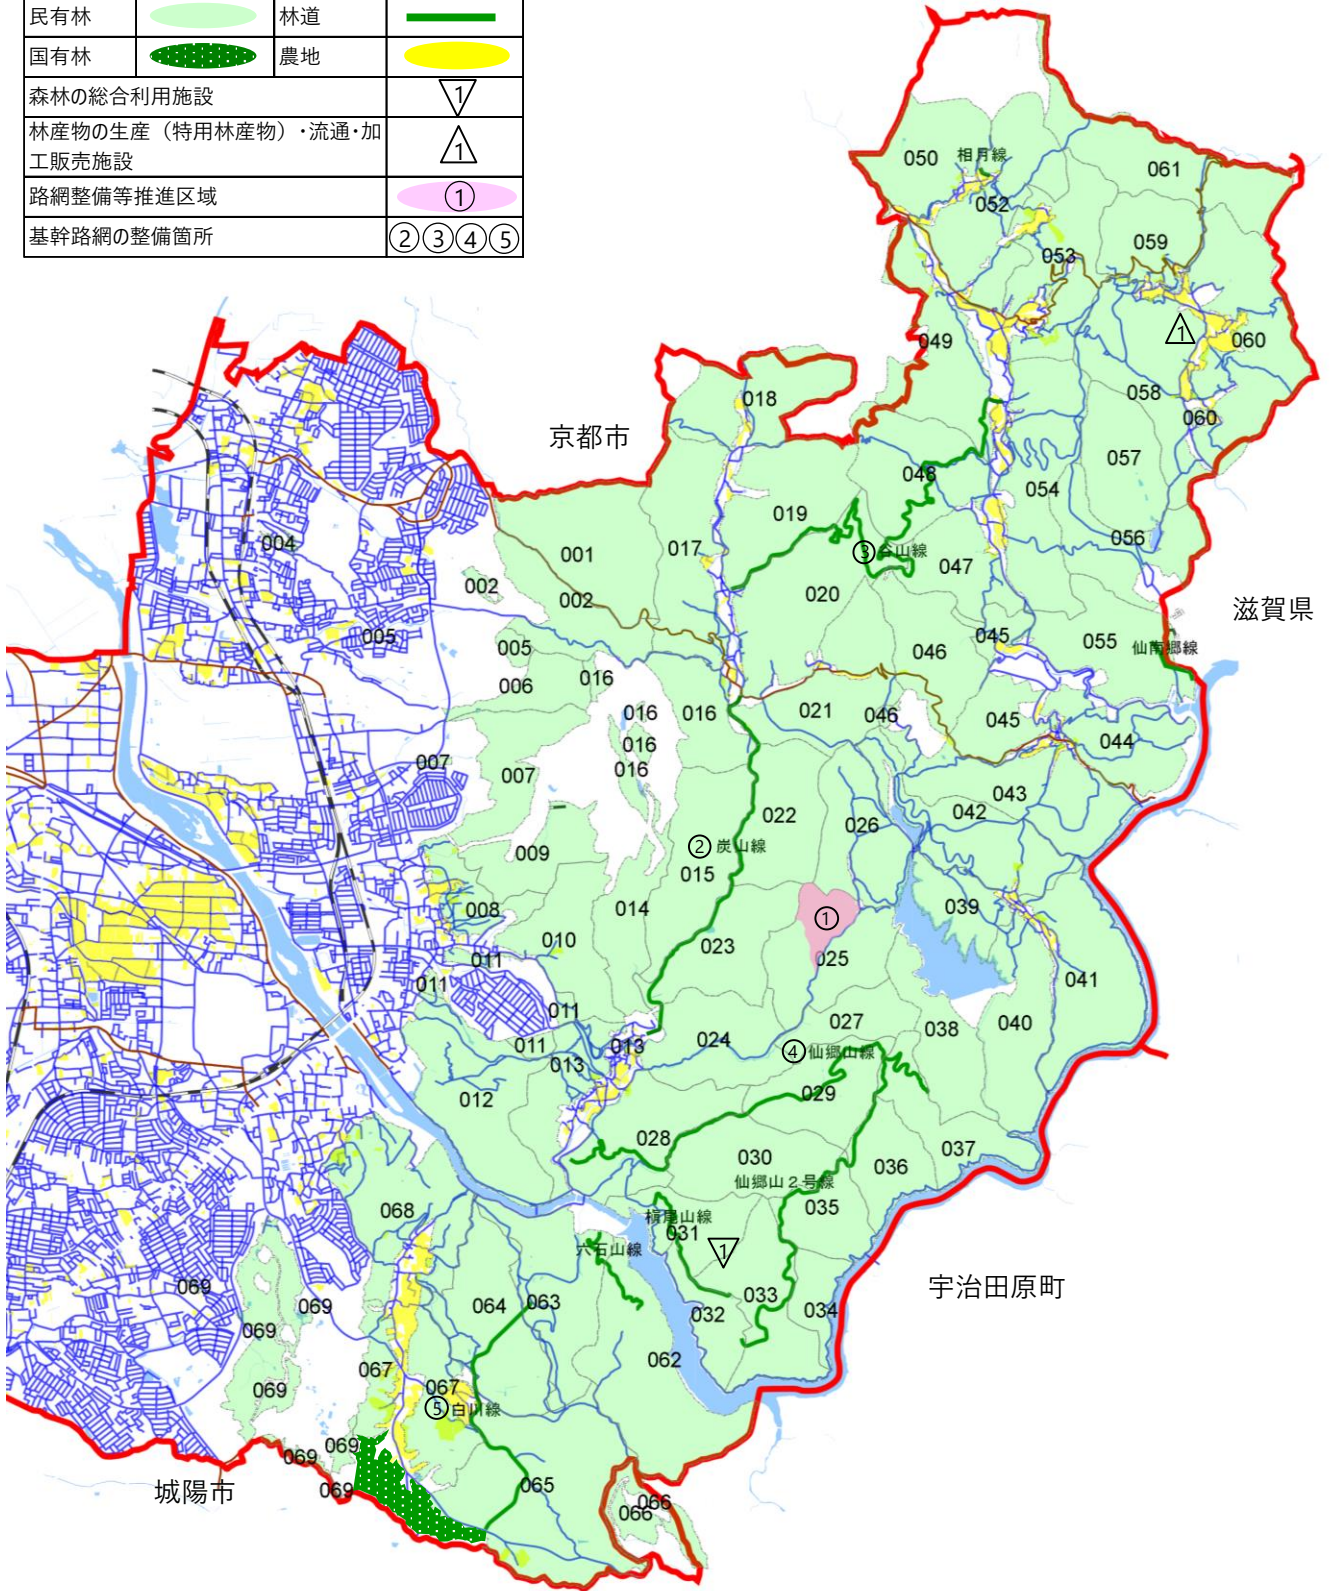 民有林 林道
国有林 農地
森林の総合利用施設 1
林産物の生産（特用林産物）・流通・加
工販売施設 1
路網整備等推進区域 ①
基幹路網の整備箇所 ②③④⑤
050 相月線 061
052
053 059
049 1 060
018 058
060
京都市
057
048
054
019
004 001 017 056
③谷山線
047
002 002 020
滋賀県
005 005 045 055
046 仙南郷線
006 016
016 016 021 046 045
016 044
007 007 016
043
022 026 042
009 ②炭山線
015
008 014 ① 039
010 023
011 025
011 041
011 027 038 040
011 013 024
013 ④仙郷山線
012 029
028
030 036 037
仙郷山２号線
068 槇尾山線 035
031
六石山線 1
069 宇治田原町
069 064 063 033
032 034
069
067 062
069 067
⑤白川線
069
069
城陽市 069 065
066
066